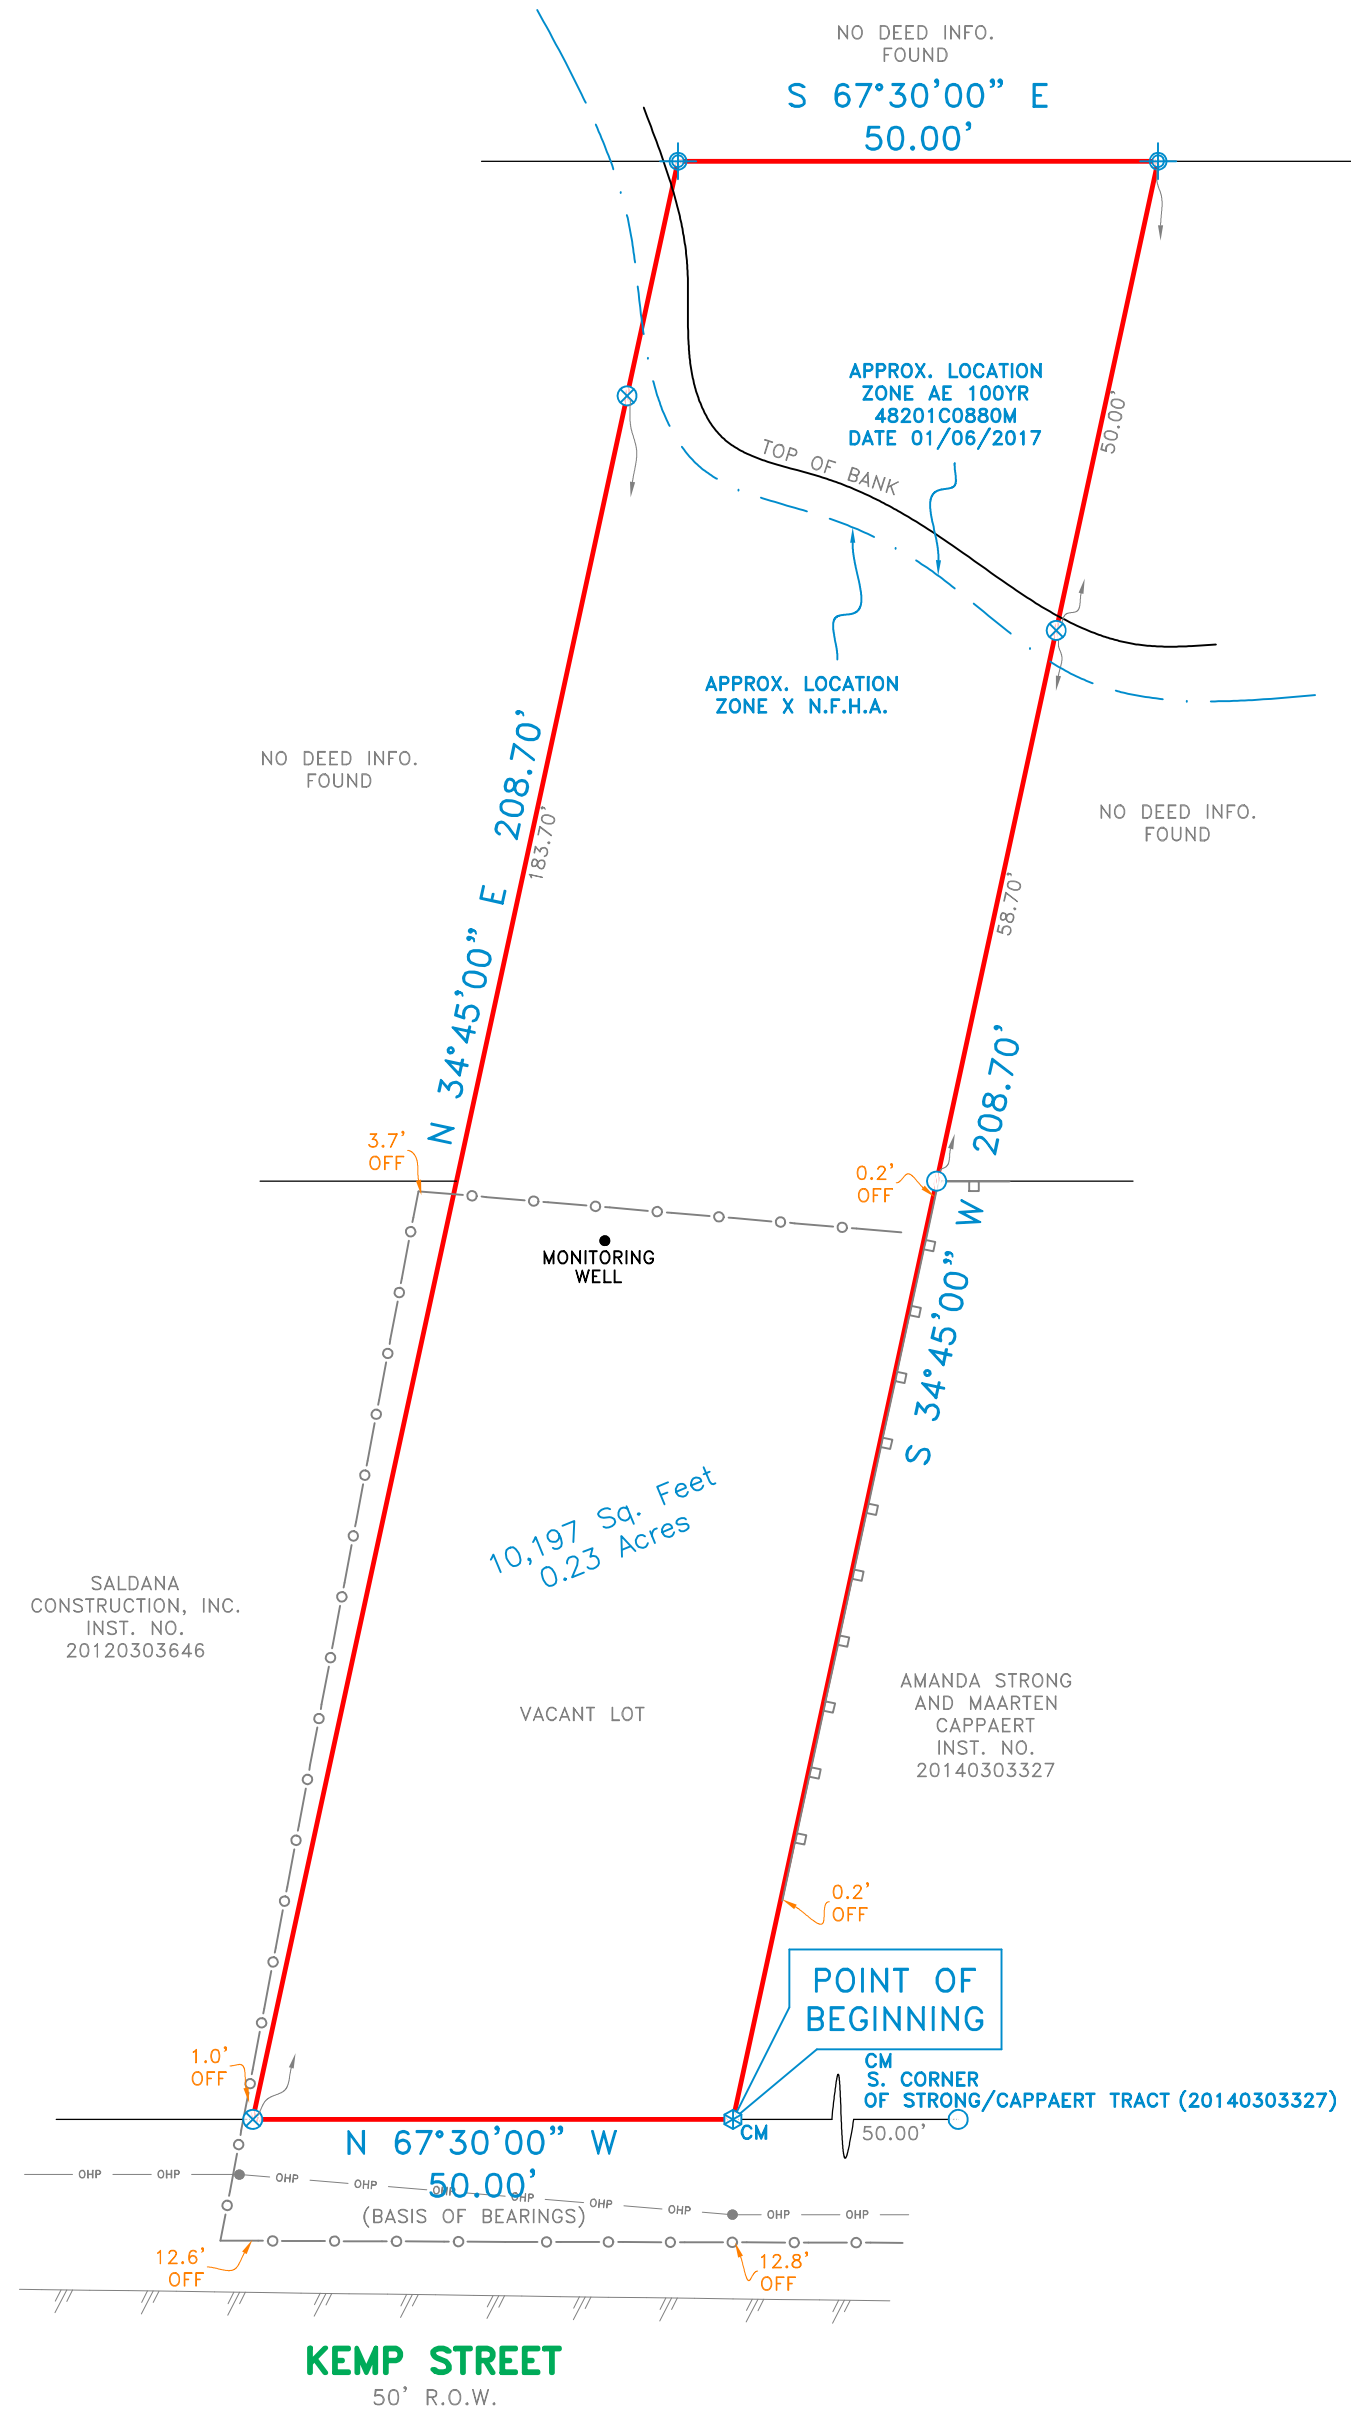 NO DEED INFO.
FOUND
S 67°30’00” E
50.00’
APPROX. LOCATION
ZONE AE 100YR
48201C0880M
DATE 01/06/2017
50.00’
TOP OF BANK
APPROX. LOCATION
ZONE X N.F.H.A.
NO DEED INFO.
FOUND
N 34°45’00” E 208.70’
183.70’
NO DEED INFO.
FOUND
58.70’
S 34°45’00” W 208.70’
3.7’
OFF
0.2’
OFF
MONITORING
WELL
10,197 Sq. Feet
0.23 Acres
SALDANA
CONSTRUCTION, INC.
INST. NO.
20120303646
VACANT LOT
AMANDA STRONG
AND MAARTEN
CAPPAERT
INST. NO.
20140303327
0.2’
OFF
POINT OF
BEGINNING
1.0’
OFF
CM
S. CORNER
OF STRONG/CAPPAERT TRACT (20140303327)
CM
50.00’
N 67°30’00” W
50.00’
(BASIS OF BEARINGS)
OHP OHP OHP OHP OHP OHP OHP OHP OHP OHP
12.6’
OFF
12.8’
OFF
KEMP STREET
50’ R.O.W.